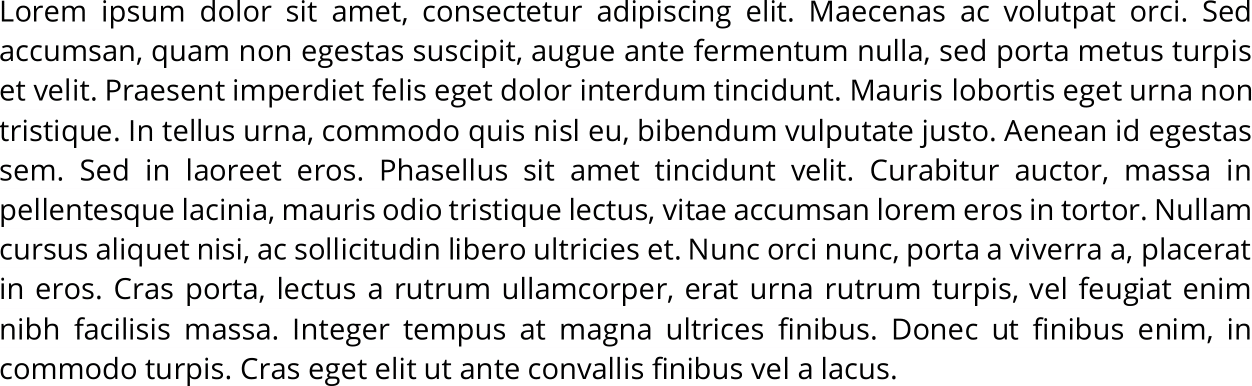 Lorem ipsum dolor sit amet, consectetur adipiscing elit. Maecenas ac volutpat orci. Sed
accumsan, quam non egestas suscipit, augue ante fermentum nulla, sed porta metus turpis
et velit. Praesent imperdiet felis eget dolor interdum tincidunt. Mauris lobortis eget urna non
tristique. In tellus urna, commodo quis nisl eu, bibendum vulputate justo. Aenean id egestas
sem. Sed in laoreet eros. Phasellus sit amet tincidunt velit. Curabitur auctor, massa in
pellentesque lacinia, mauris odio tristique lectus, vitae accumsan lorem eros in tortor. Nullam
cursus aliquet nisi, ac sollicitudin libero ultricies et. Nunc orci nunc, porta a viverra a, placerat
in eros. Cras porta, lectus a rutrum ullamcorper, erat urna rutrum turpis, vel feugiat enim
nibh facilisis massa. Integer tempus at magna ultrices finibus. Donec ut finibus enim, in
commodo turpis. Cras eget elit ut ante convallis finibus vel a lacus.